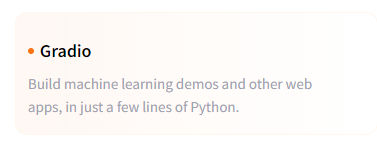 Gradio
Build machine learning demos and other web
apps, in just a few lines of Python.